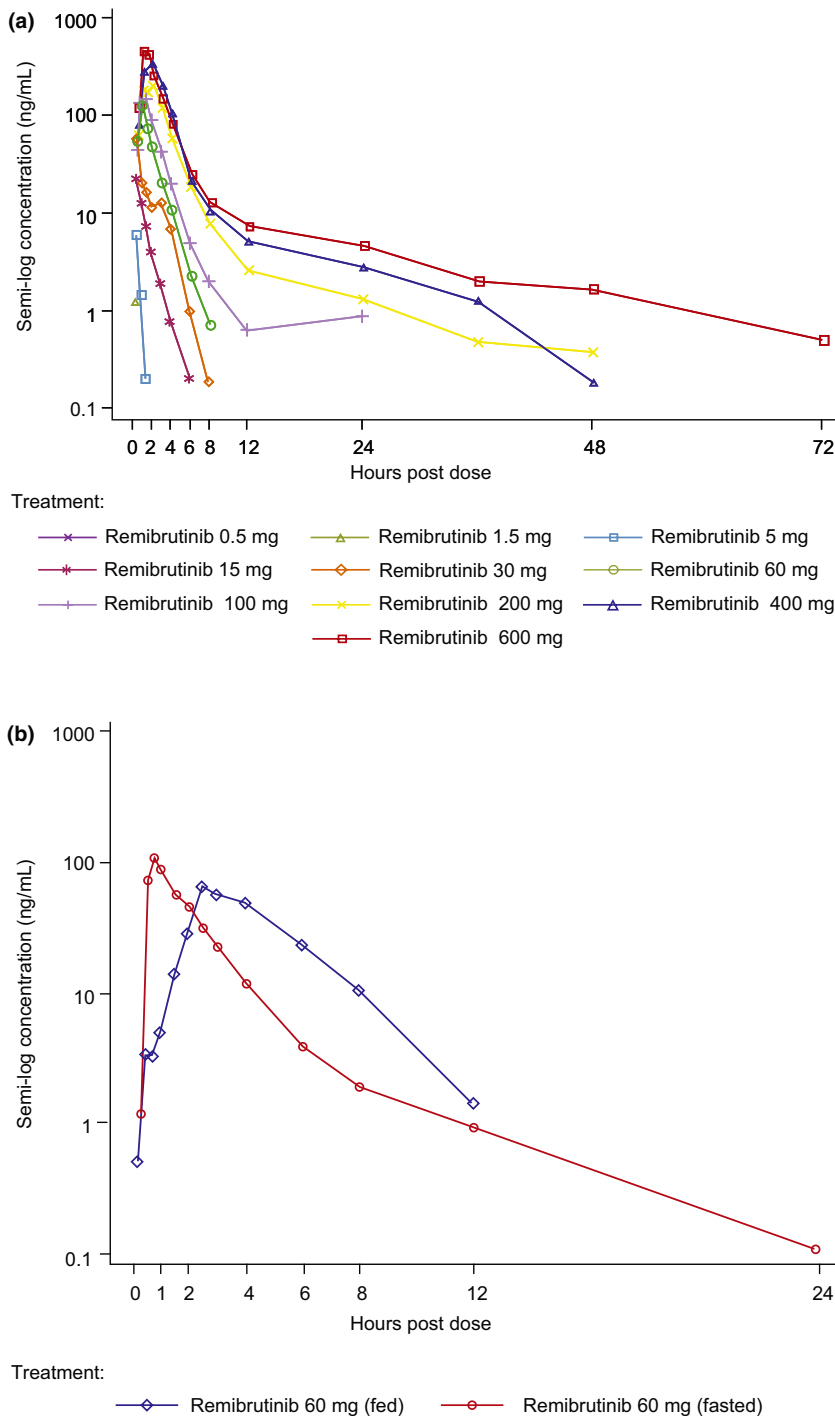 (a)
1000
100
10
1
0.1
Semi-log concentration (ng/mL)
0 2 4 6 8 12 24 48 72
Hours post dose
Treatment:
Remibrutinib 0.5 mg Remibrutinib 1.5 mg Remibrutinib 5 mg
Remibrutinib 15 mg Remibrutinib 30 mg Remibrutinib 60 mg
Remibrutinib 100 mg Remibrutinib 200 mg Remibrutinib 400 mg
Remibrutinib 600 mg
(b)
1000
100
10
1
0.1
Semi-log concentration (ng/mL)
0 1 2 4 6 8 12 24
Hours post dose
Treatment:
Remibrutinib 60 mg (fed) Remibrutinib 60 mg (fasted)